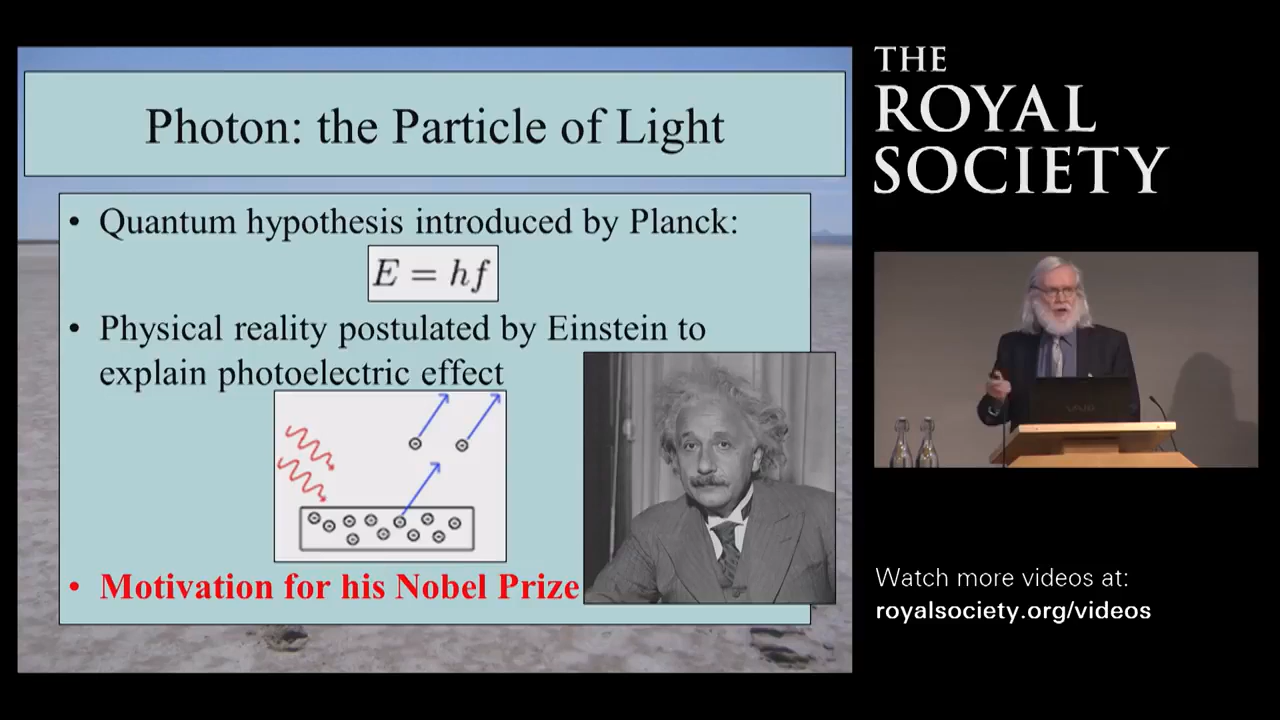 Photon: the Particle of Light
• Quantum hypothesis introduced by Planck:
E = hf
• Physical reality postulated by Einstein to
explain photoelectric effect
• Motivation for his Nobel Prize
THE
ROYAL
SOCIETY
VAIO
Watch more videos at:
royalsociety.org/videos